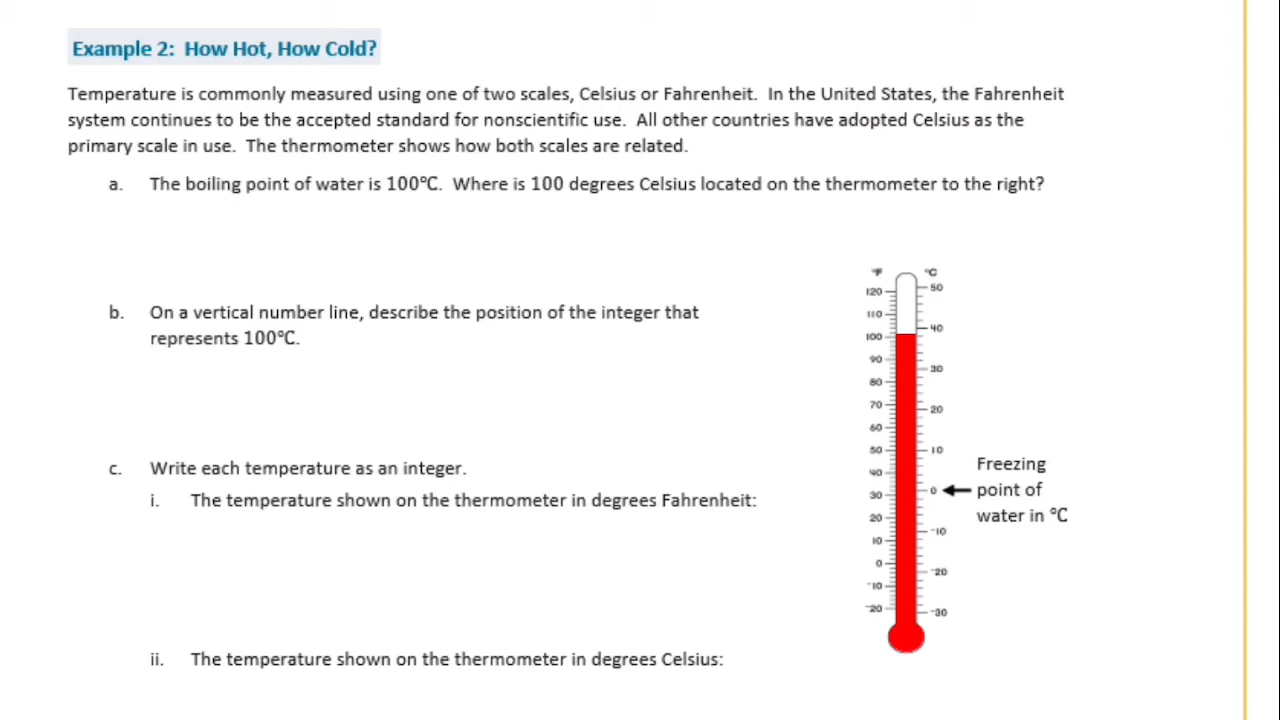 Example 2: How Hot, How Cold?
Temperature is commonly measured using one of two scales, Celsius or Fahrenheit. In the United States, the Fahrenheit
system continues to be the accepted standard for nonscientific use. All other countries have adopted Celsius as the
primary scale in use. The thermometer shows how both scales are related.
a. The boiling point of water is 100°C. Where is 100 degrees Celsius located on the thermometer to the right?
b. On a vertical number line, describe the position of the integer that
represents 100°C.
c. Write each temperature as an integer.
i. The temperature shown on the thermometer in degrees Fahrenheit:
ii. The temperature shown on the thermometer in degrees Celsius:
°F
120
110
100
90
80
70
60
50
40
30
20
10
0
-10
-20
°C
50
40
30
20
10
0
-10
-20
-30
Freezing
point of
water in °C